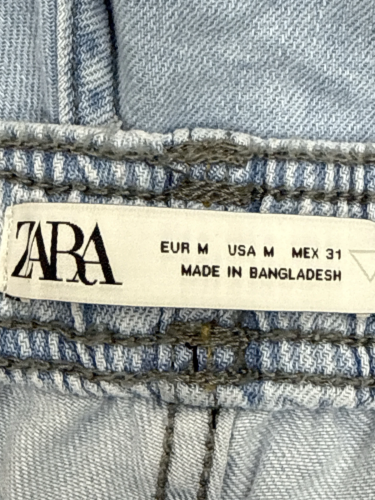 ZARA
EUR M USA M MEX 31
MADE IN BANGLADESH